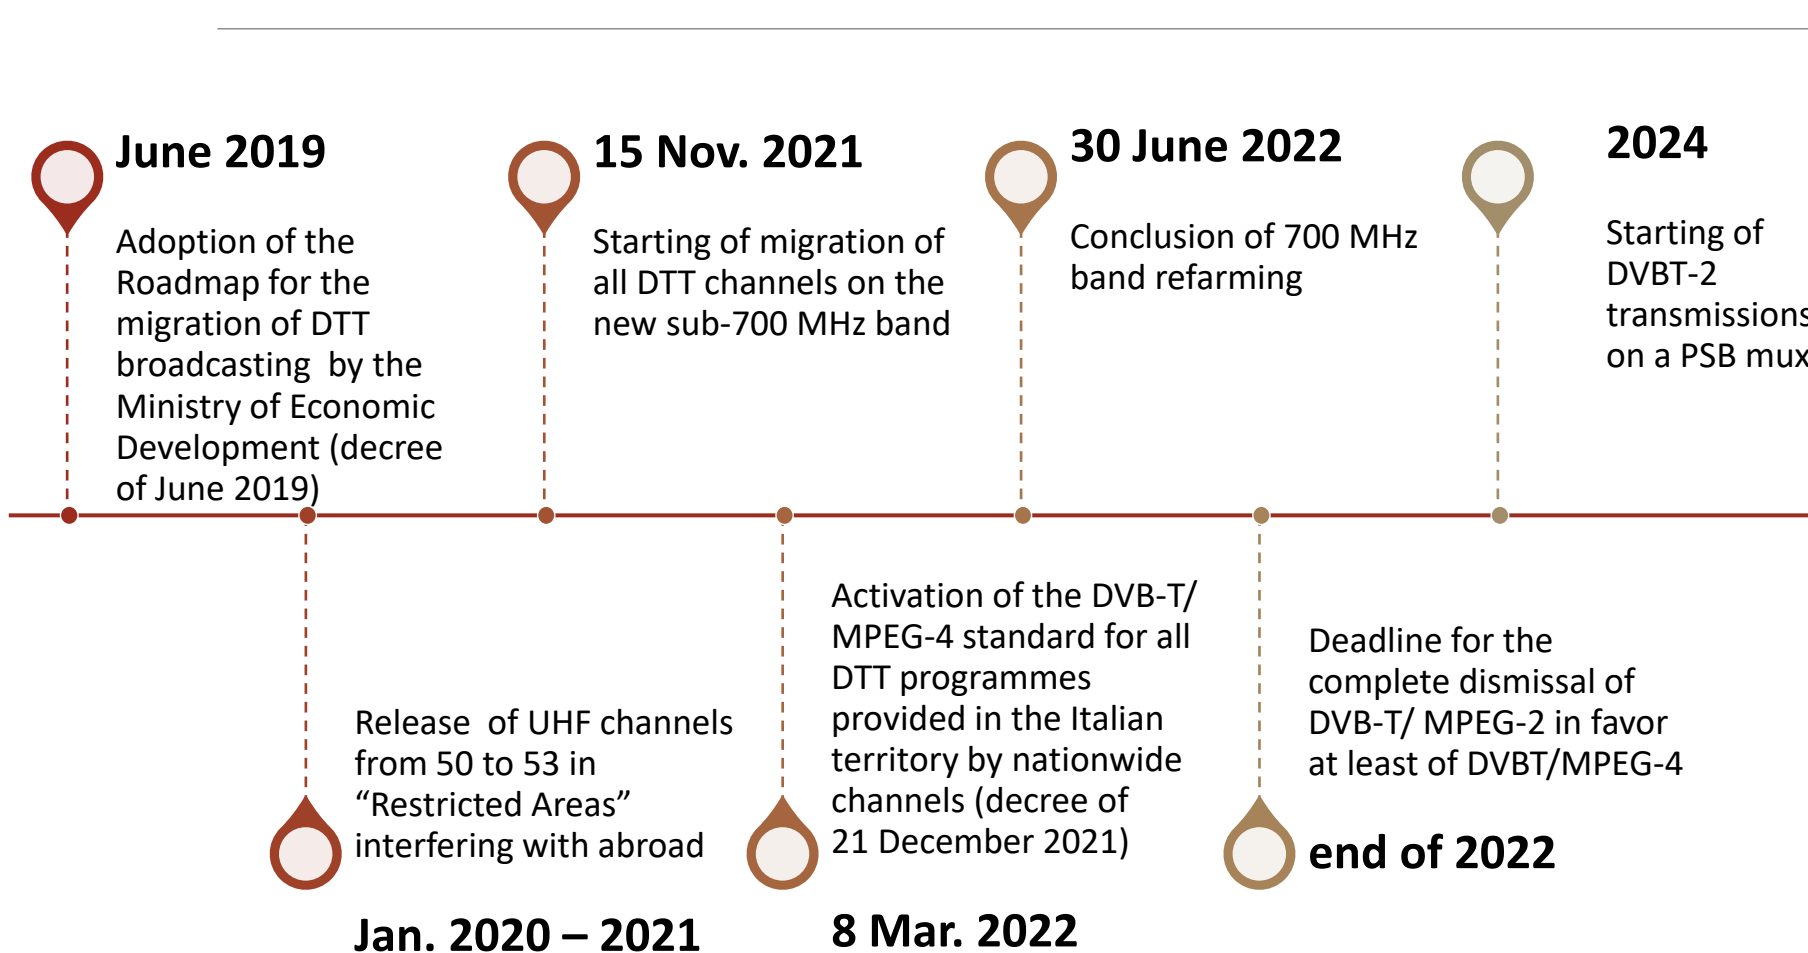 June 2019
Adoption of the
Roadmap for the
migration of DTT
broadcasting  by the
Ministry of Economic
Development (decree
of June 2019)
Release  of UHF channels
from 50 to 53 in
“Restricted Areas”
interfering with abroad
Jan. 2020 – 2021
15 Nov. 2021
Starting of migration of
all DTT channels on the
new sub-700 MHz band
Activation of the DVB-T/
MPEG-4 standard for all
DTT programmes
provided in the Italian
territory by nationwide
channels (decree of
21 December 2021)
8 Mar. 2022
30 June 2022
Conclusion of 700 MHz
band refarming
Deadline for the
complete dismissal of
DVB-T/ MPEG-2 in favor
at least of DVBT/MPEG-4
end of 2022
2024
Starting of
DVBT-2
transmissions
on a PSB mux